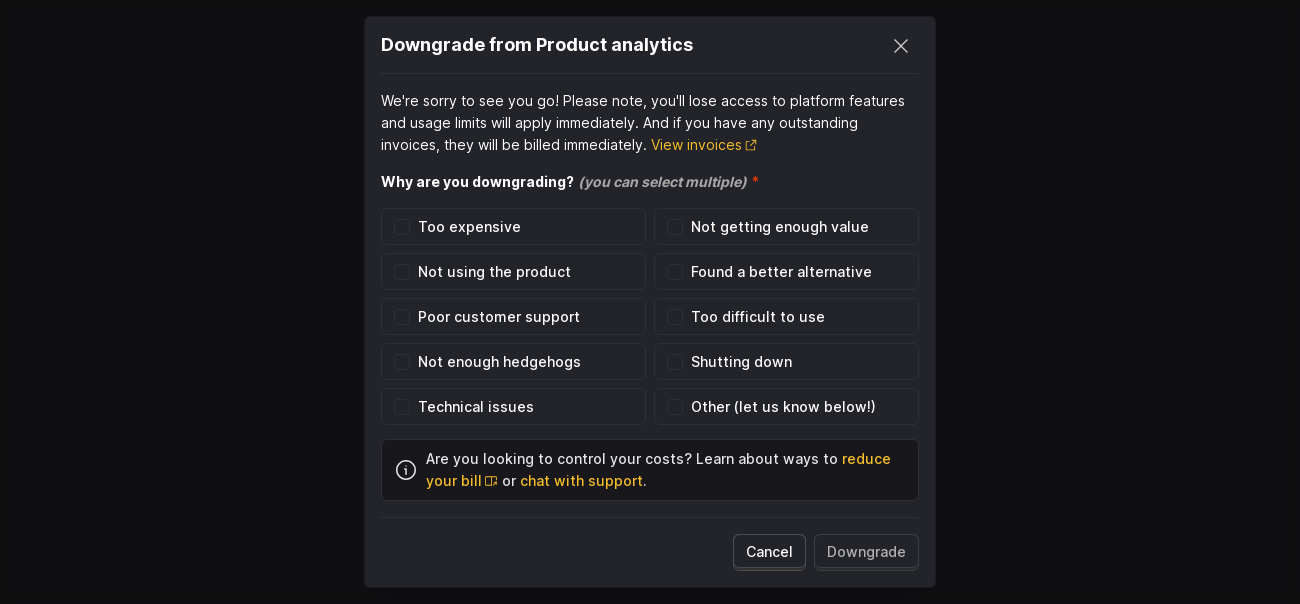 Downgrade from Product analytics
We're sorry to see you go! Please note, you'll lose access to platform features
and usage limits will apply immediately. And if you have any outstanding
invoices, they will be billed immediately. View invoices
Why are you downgrading? (you can select multiple) *
Too expensive
Not getting enough value
Not using the product
Found a better alternative
Poor customer support
Too difficult to use
Not enough hedgehogs
Shutting down
Technical issues
Other (let us know below!)
Are you looking to control your costs? Learn about ways to reduce
your bill or chat with support.
Cancel
Downgrade